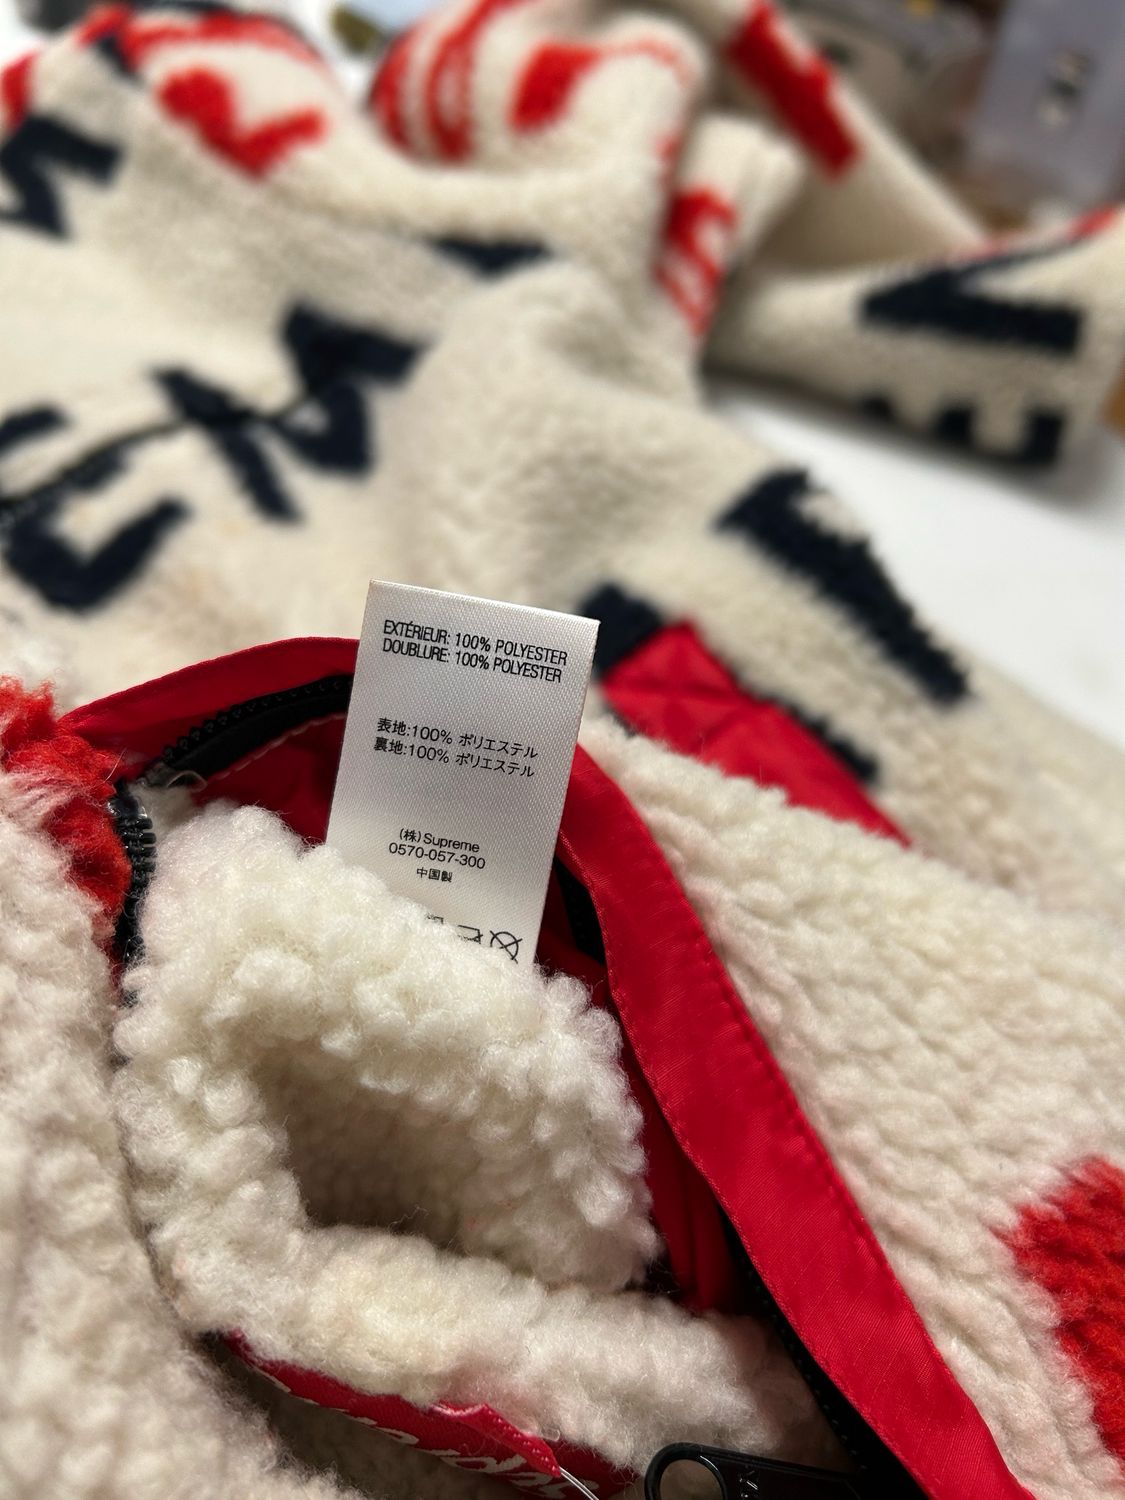 EXTÉRIEUR: 100% POLYESTER
DOUBLURE: 100% POLYESTER
表地:100% ポリエステル
裏地:100% ポリエステル
(株)Supreme
0570-057-300
中国製